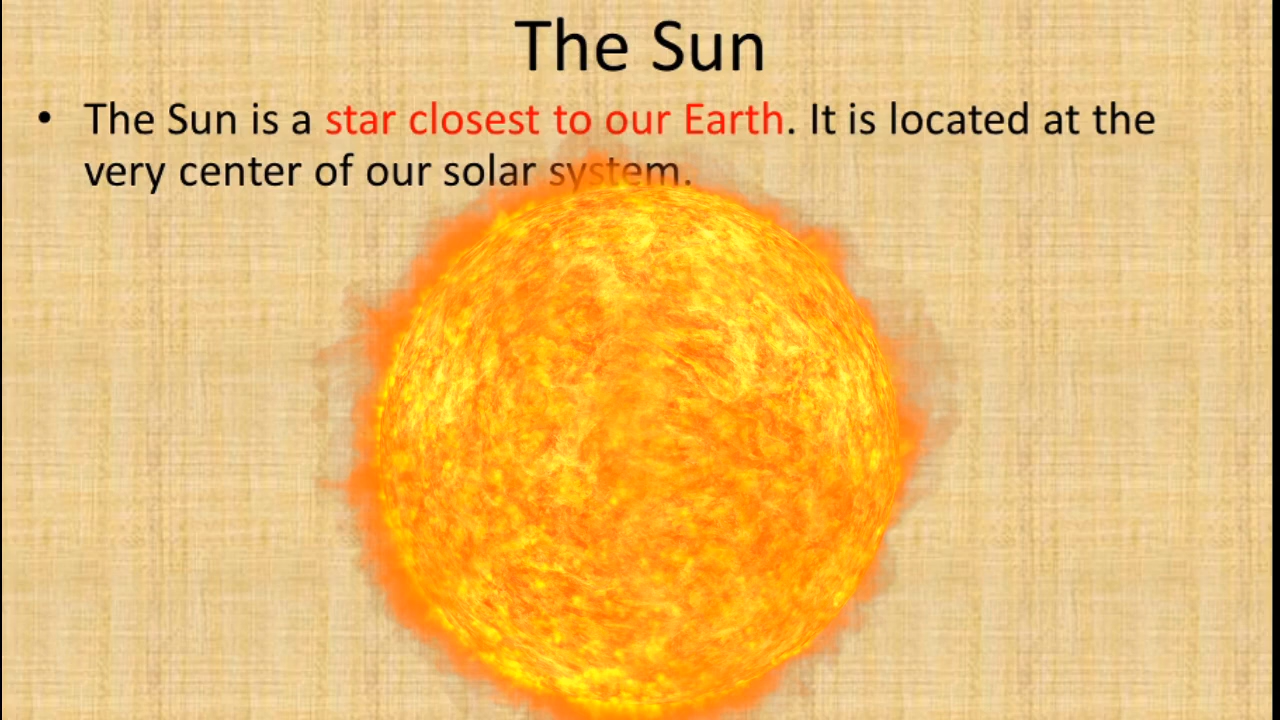 The Sun
• The Sun is a star closest to our Earth. It is located at the
very center of our solar system.